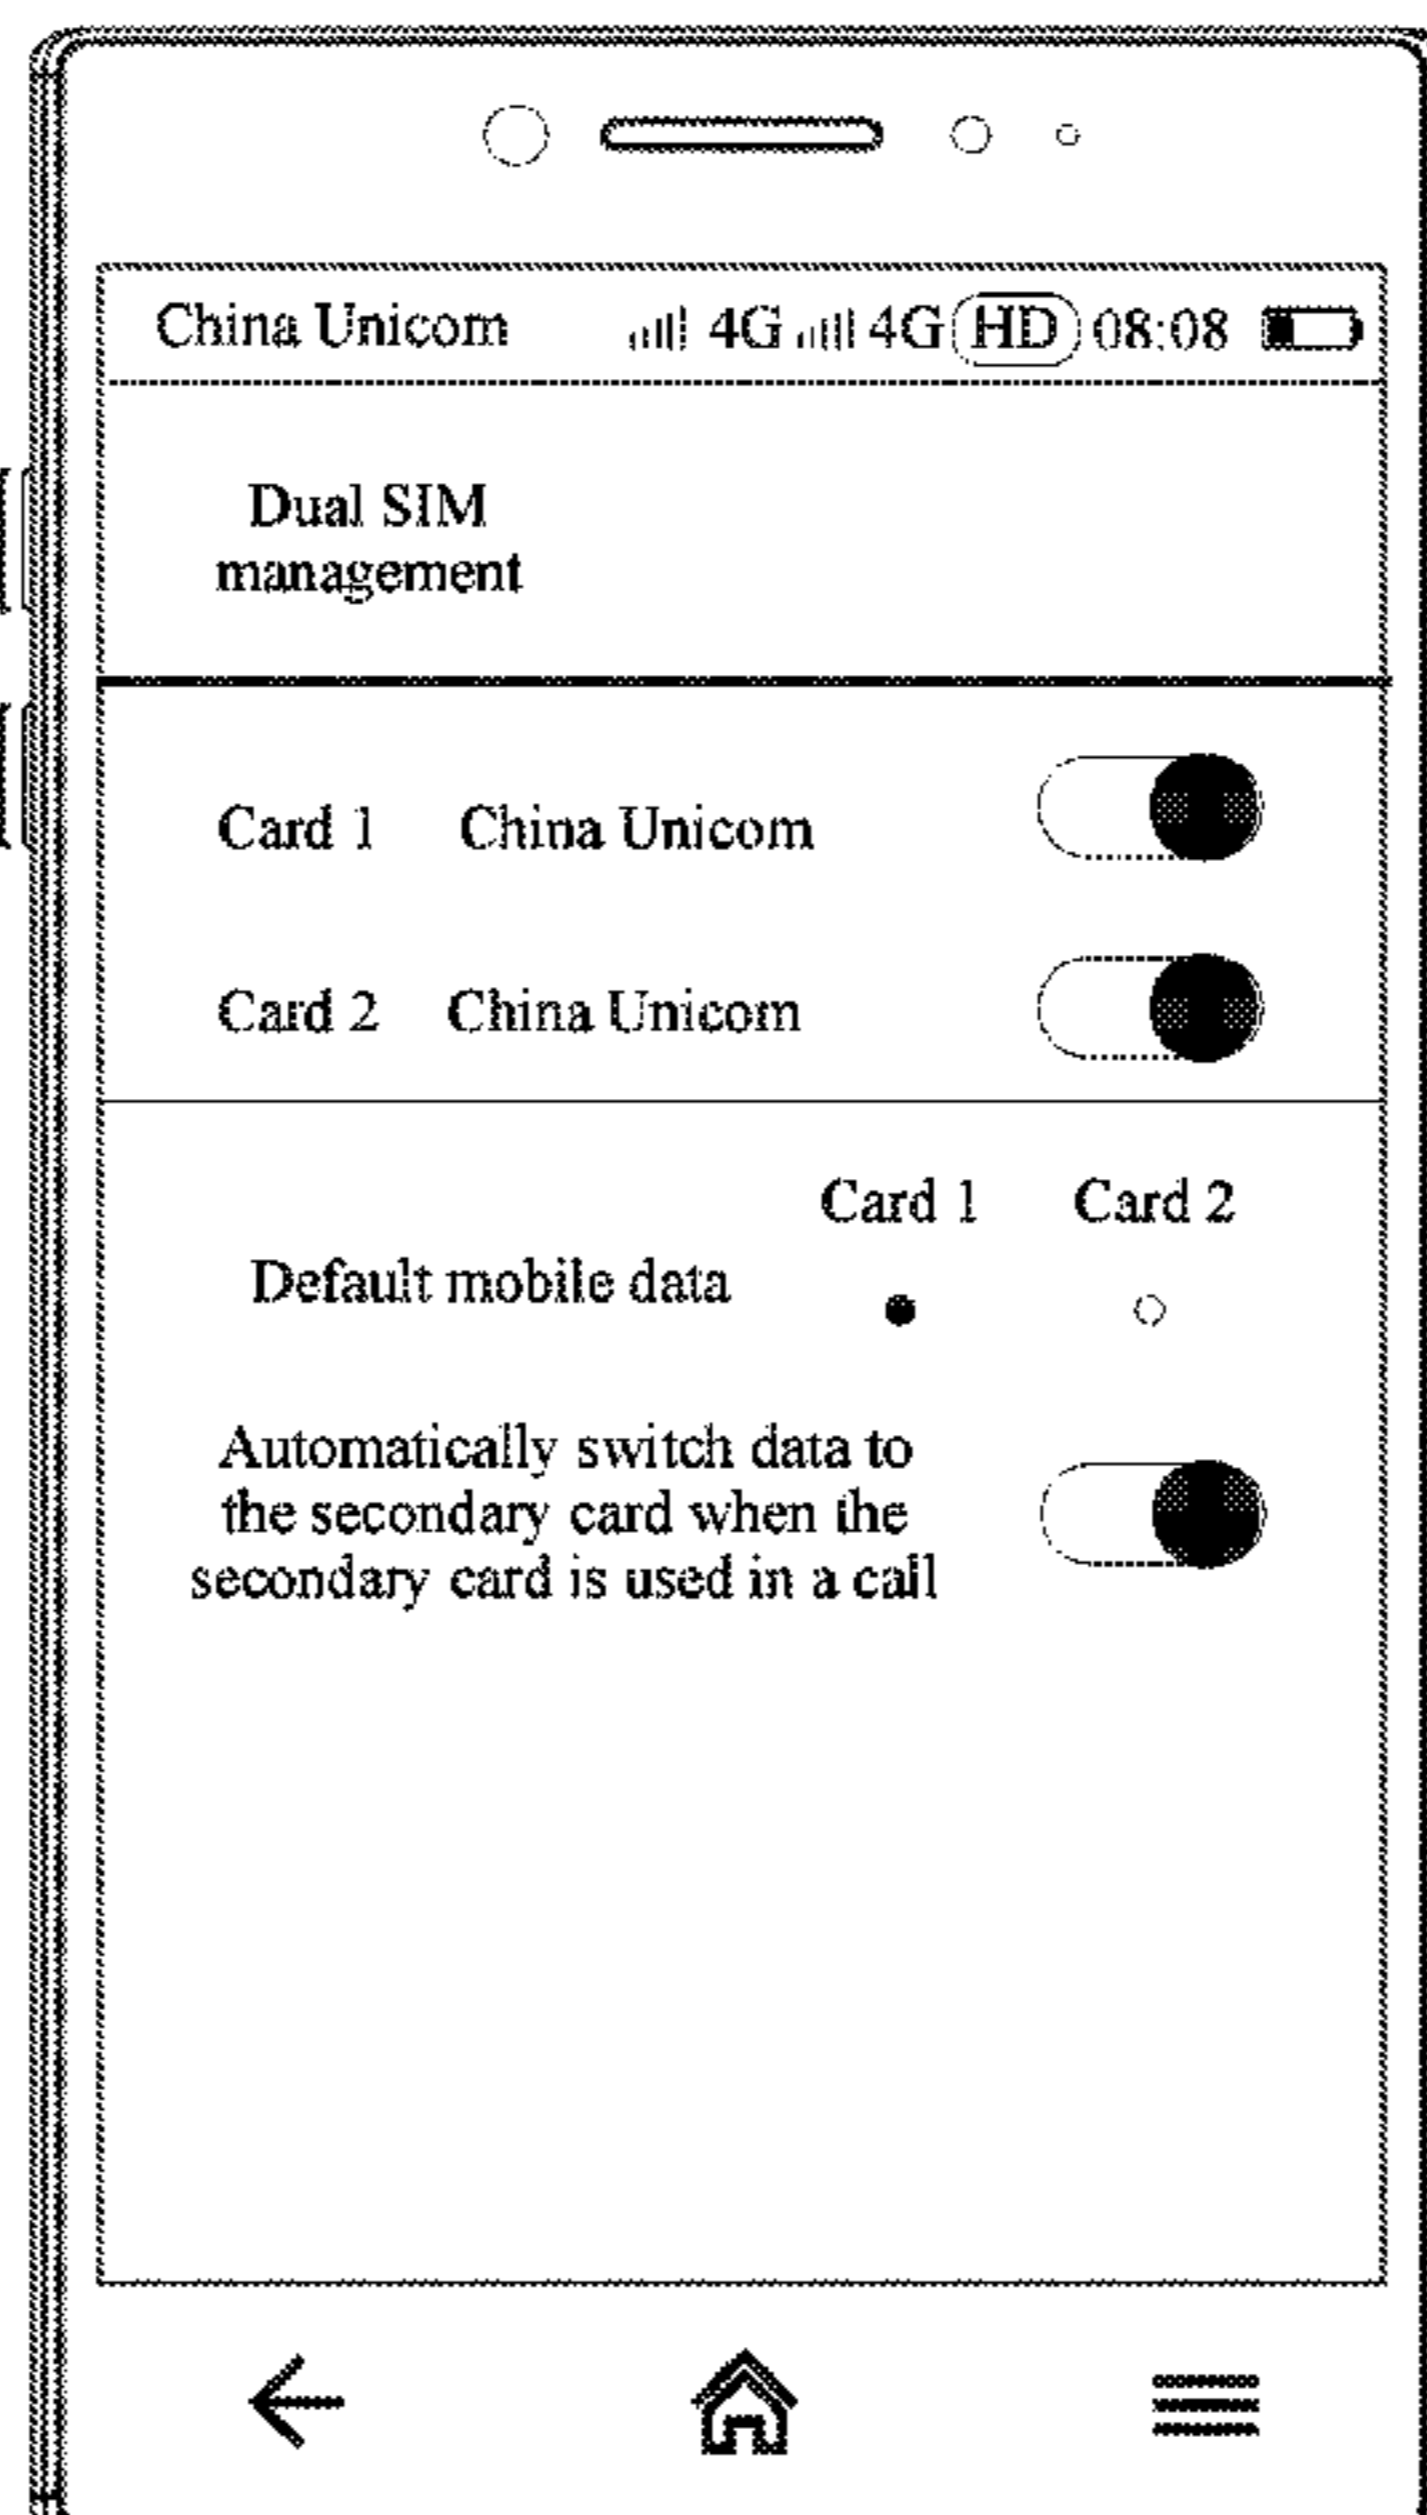 China Unicom 4G 4G HD 08:08
Dual SIM
management
Card 1 China Unicom
Card 2 China Unicom
Card 1 Card 2
Default mobile data
Automatically switch data to
the secondary card when the
secondary card is used in a call